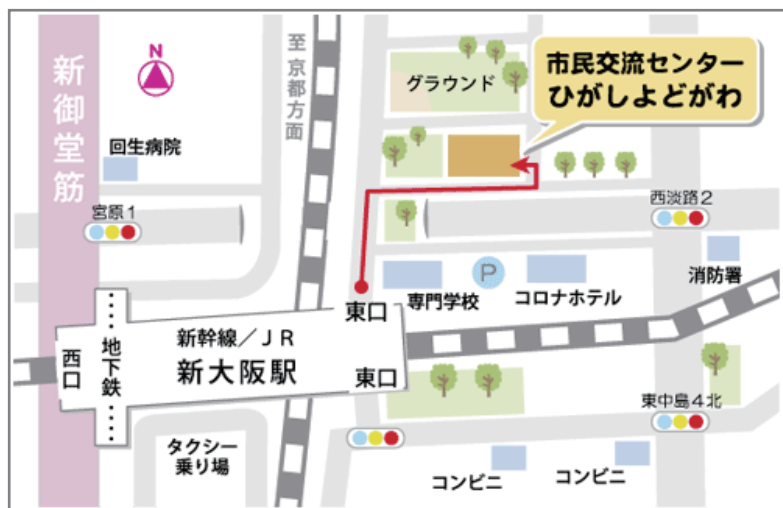 新御堂筋
N
至京都方面
グラウンド
市民交流センター
ひがしよどがわ
回生病院
宮原1
西淡路2
P
消防署
専門学校
コロナホテル
東口
新幹線/JR
新大阪駅
地下鉄
西口
東口
東中島4北
タクシー
乗り場
コンビニ
コンビニ